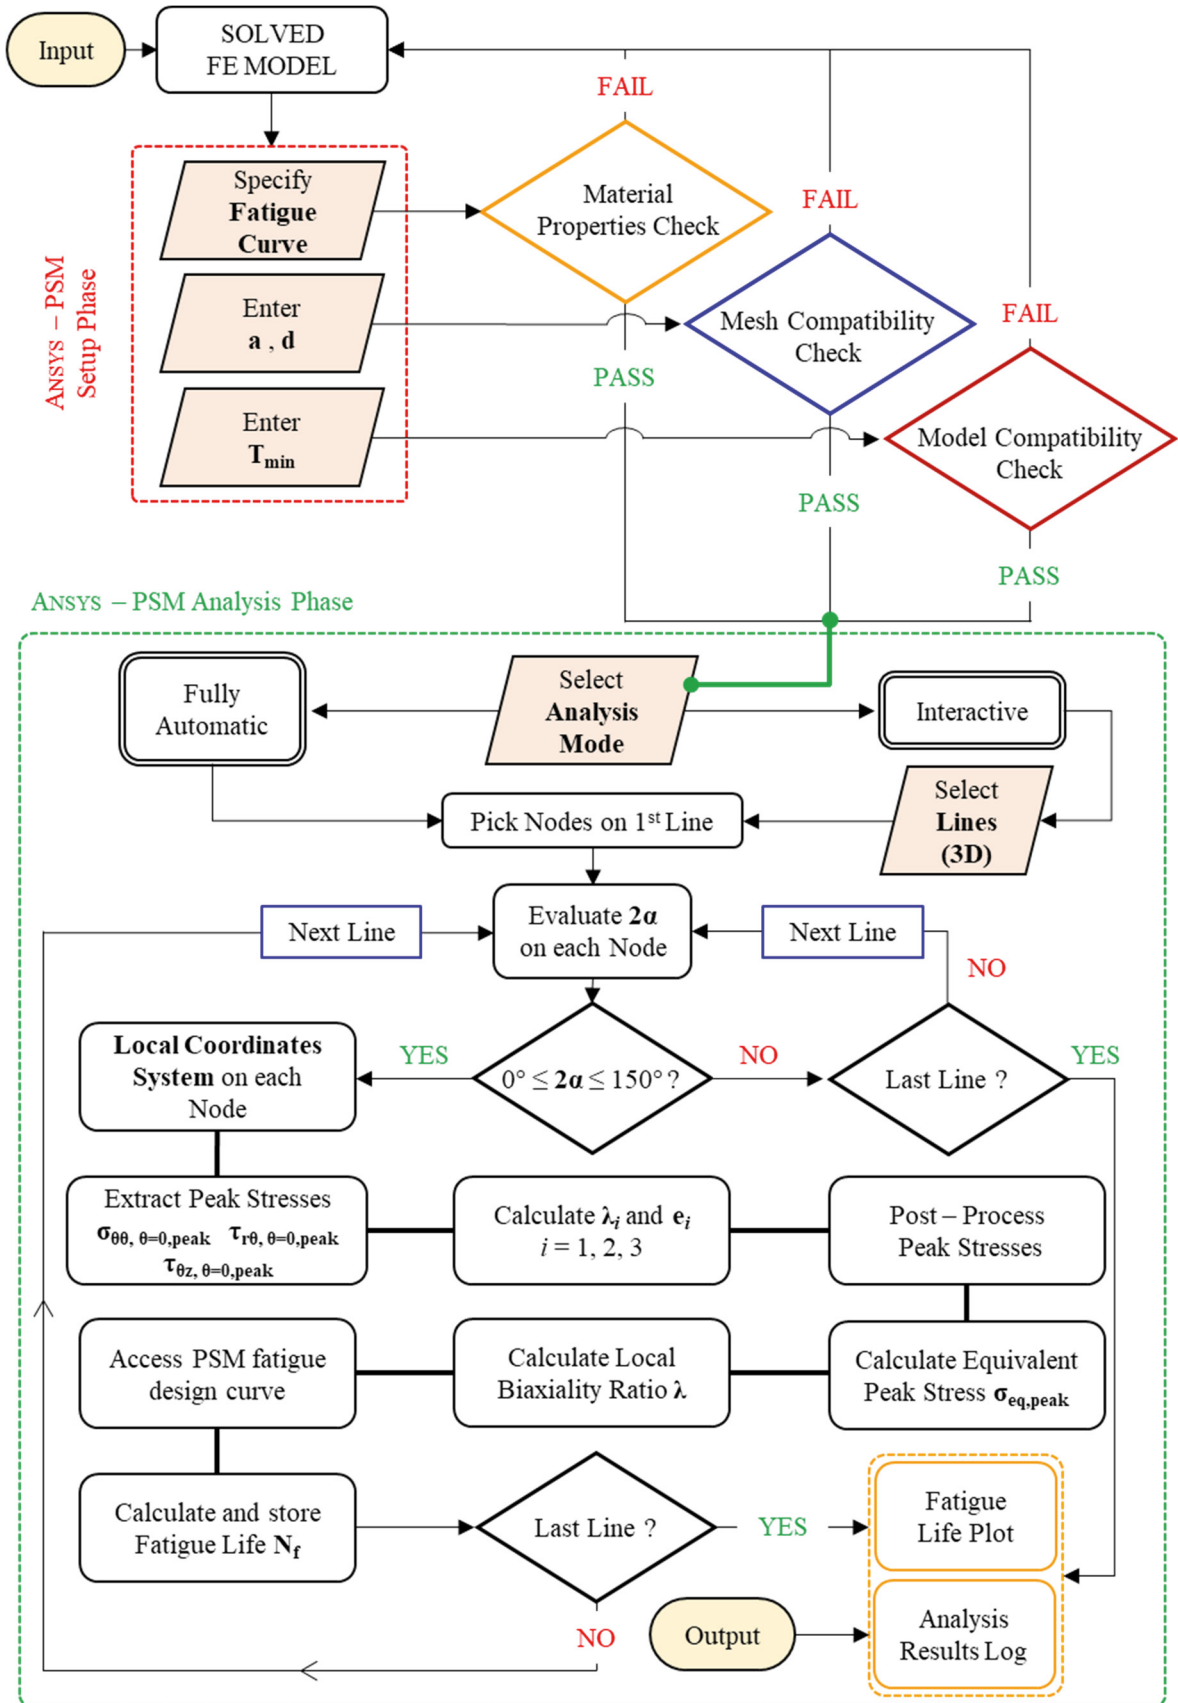 Input
SOLVED
FE MODEL
FAIL
Specify
Fatigue
Curve
Material
Properties Check
FAIL
ANSYS – PSM
Setup Phase
Enter
a , d
Mesh Compatibility
Check
FAIL
PASS
Enter
Tmin
Model Compatibility
Check
PASS
PASS
ANSYS – PSM Analysis Phase
Fully
Automatic
Select
Analysis
Mode
Interactive
Pick Nodes on 1st Line
Select
Lines
(3D)
Next Line
Evaluate 2α
on each Node
Next Line
NO
Local Coordinates
System on each
Node
YES
0° ≤ 2α ≤ 150° ?
NO
Last Line ?
YES
Extract Peak Stresses
σθθ, θ=0,peak τrθ, θ=0,peak
τθz, θ=0,peak
Calculate λi and ei
i = 1, 2, 3
Post – Process
Peak Stresses
Access PSM fatigue
design curve
Calculate Local
Biaxiality Ratio λ
Calculate Equivalent
Peak Stress σeq,peak
Calculate and store
Fatigue Life Nf
Last Line ?
YES
Fatigue
Life Plot
NO
Output
Analysis
Results Log